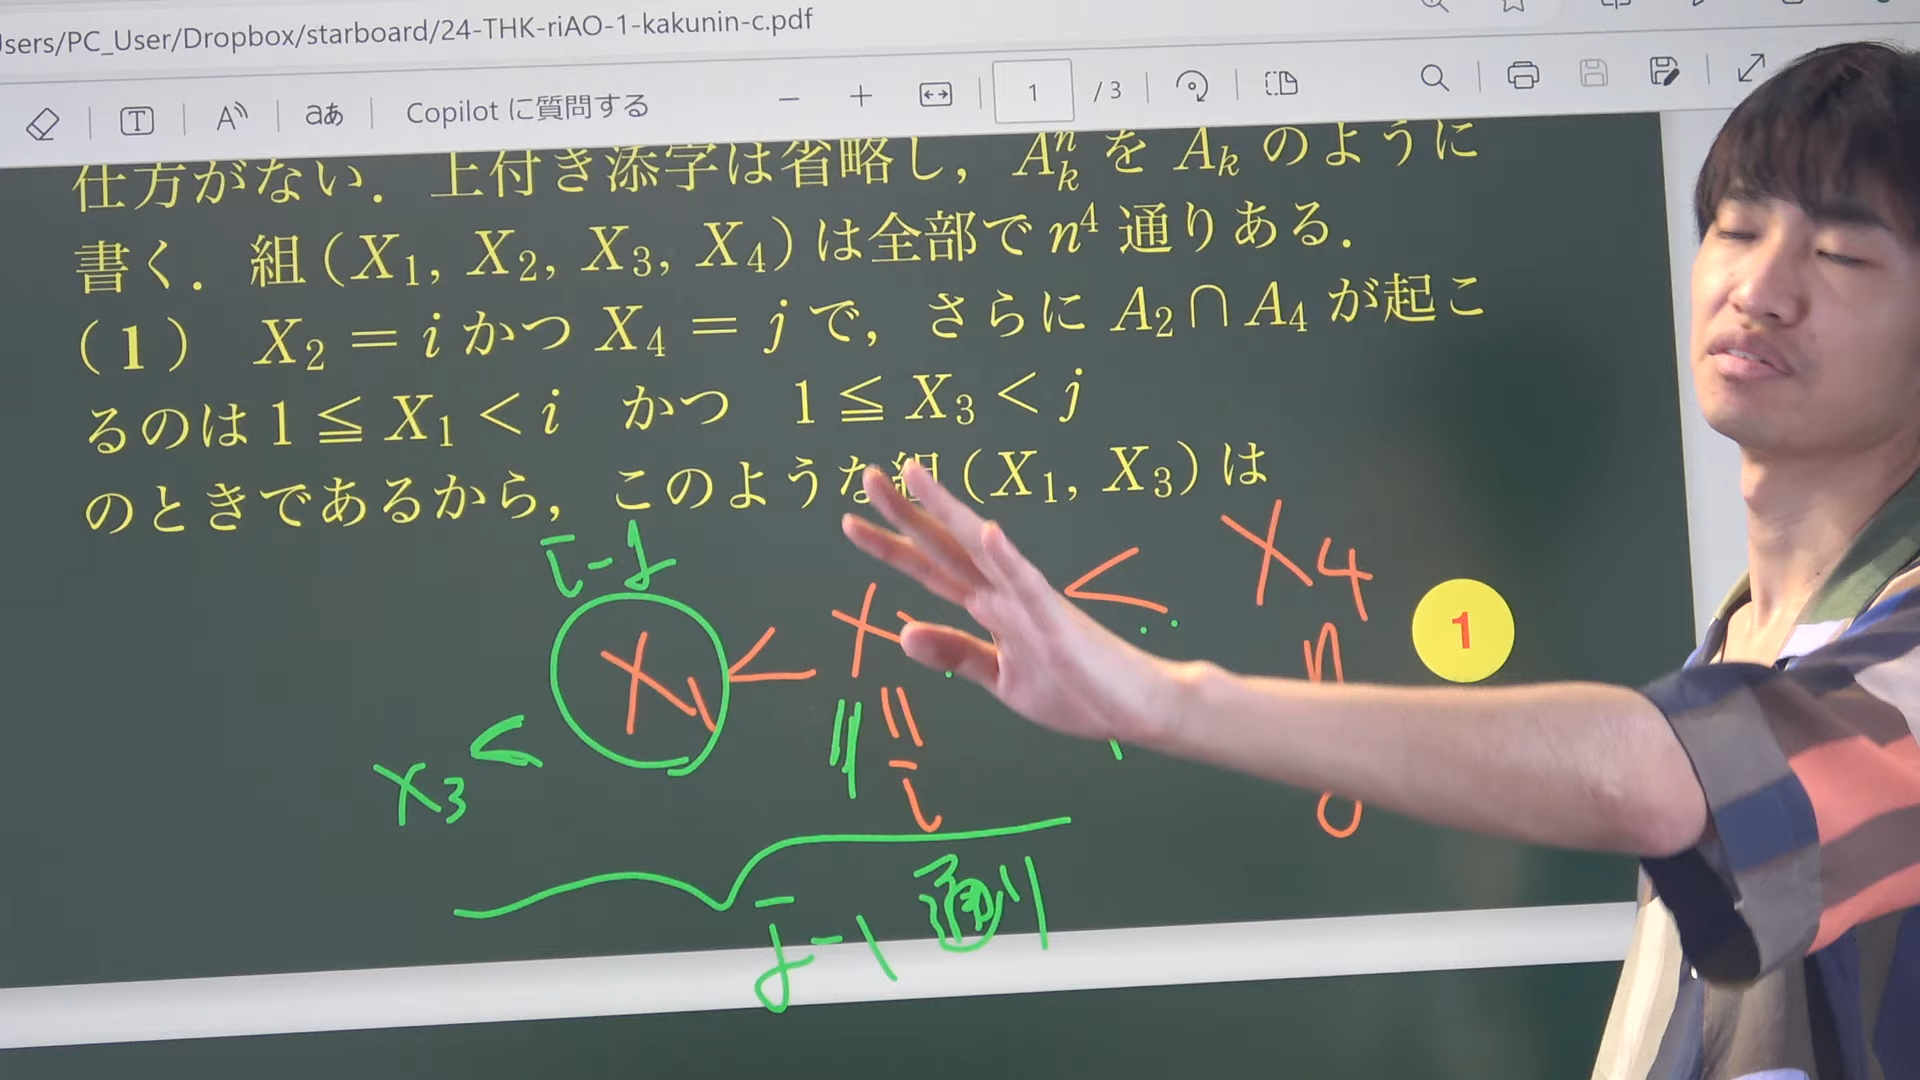 sers/PC_User/Dropbox/starboard/24-THK-riAO-1-kakunin-c.pdf
aあ Copilot に質問する 1 / 3
仕方がない．上付き添字は省略し，Aⁿₖ を Aₖ のように
書く．組 (X₁, X₂, X₃, X₄) は全部で n⁴ 通りある．
(1) X₂ = i かつ X₄ = j で，さらに A₂∩A₄ が起こ
るのは 1 ≦ X₁ < i かつ 1 ≦ X₃ < j
のときであるから，このような組 (X₁, X₃) は
i-1
X₃ < X₁ < X < X₄
i
1
j-1 通り